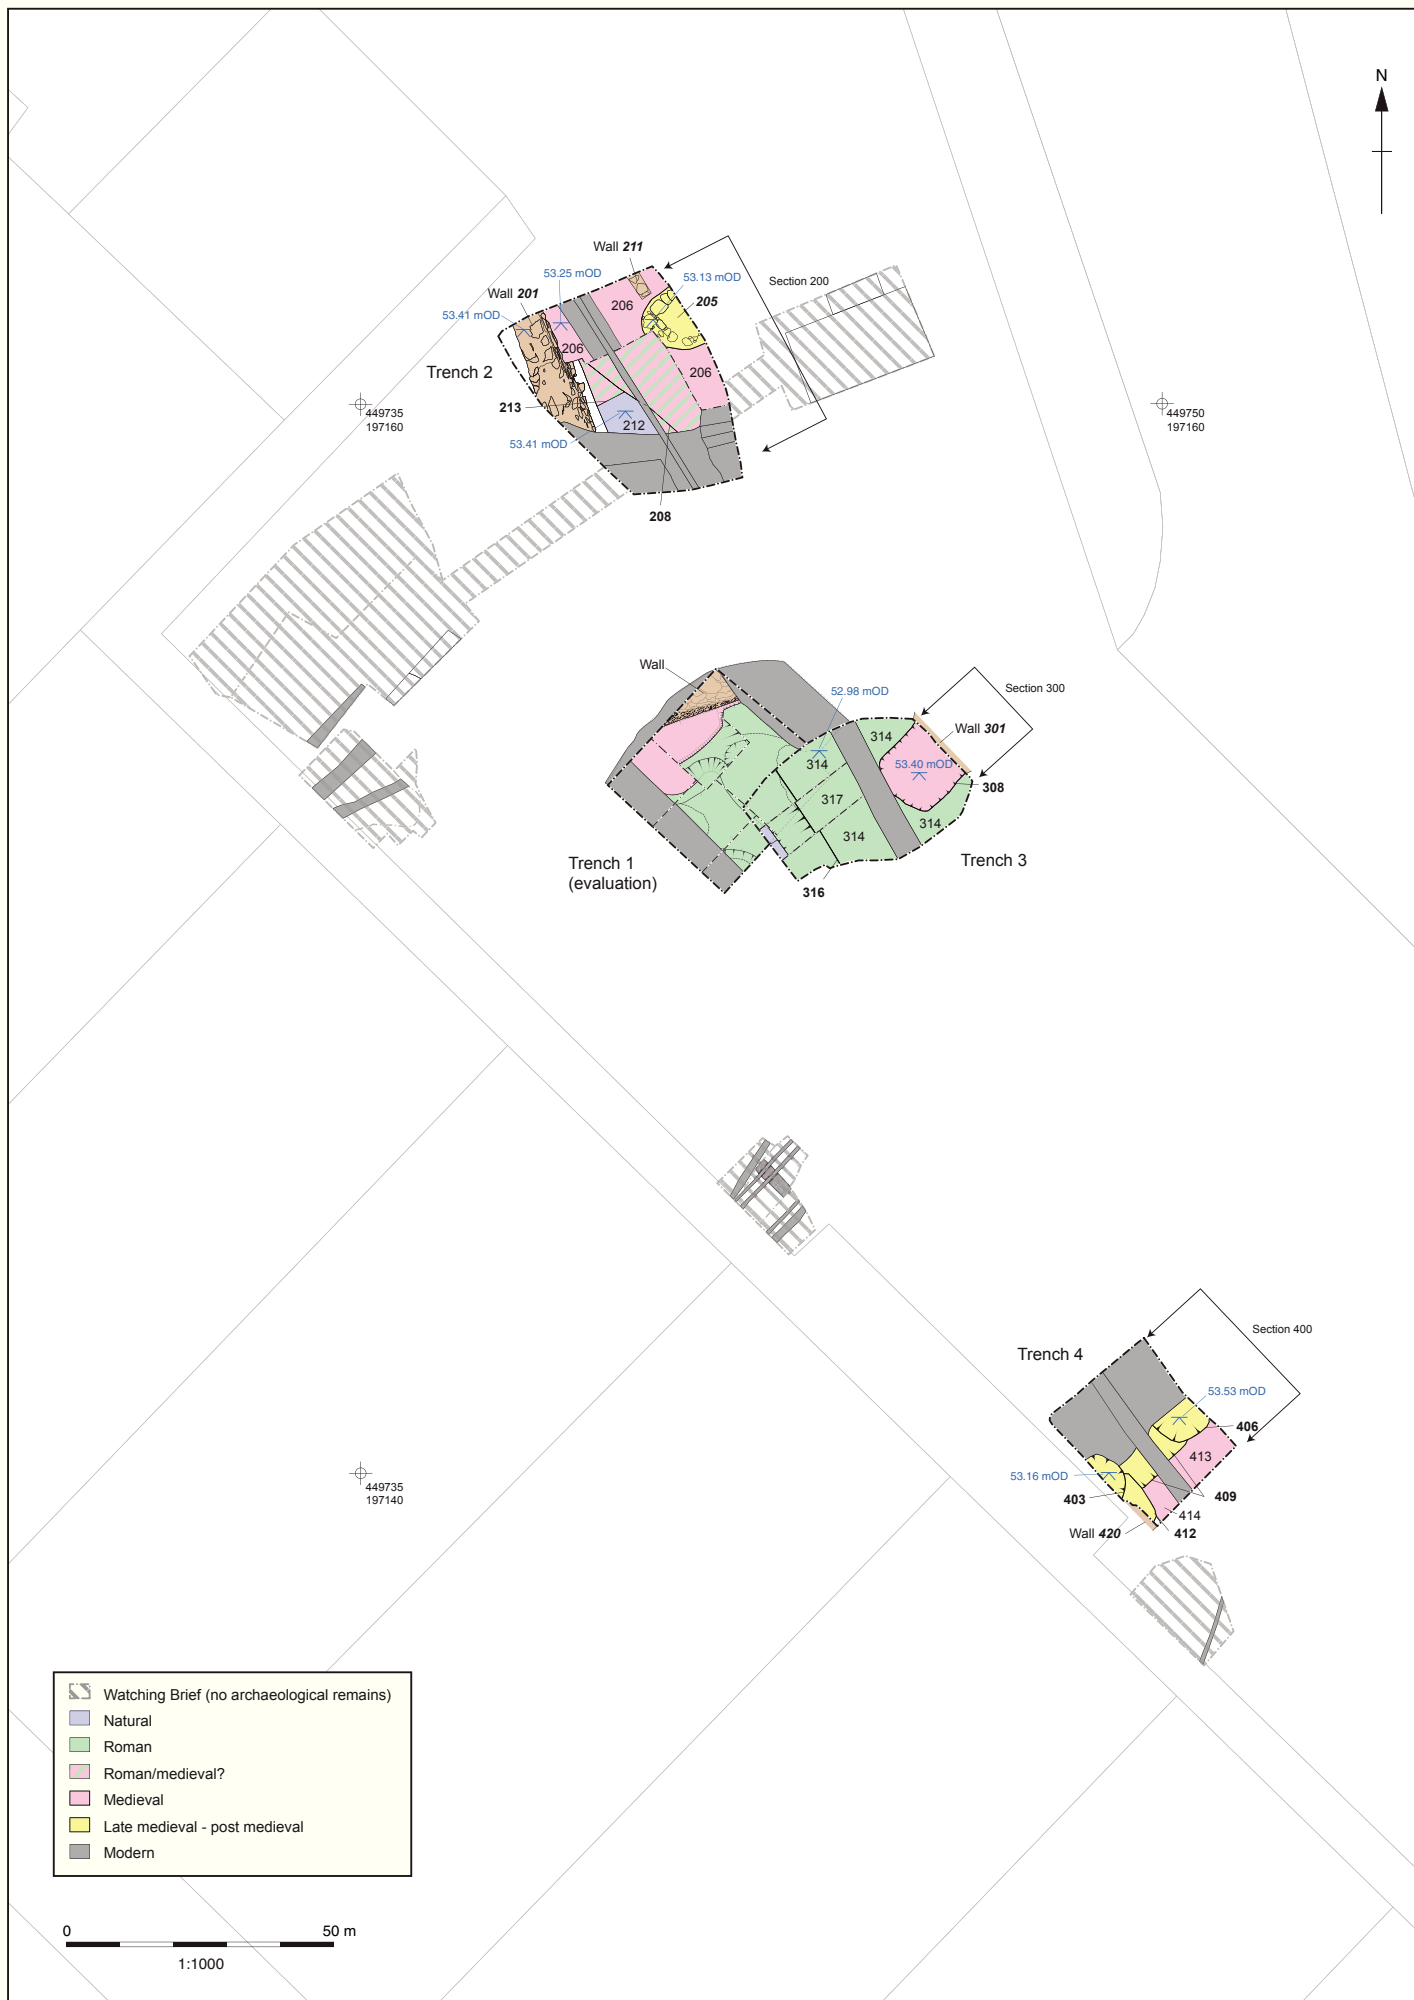 N
Wall 211
53.25 mOD
53.13 mOD
Section 200
Wall 201
205
53.41 mOD
206
206
206
Trench 2
213
212
53.41 mOD
208
449735
197160
449750
197160
Wall
52.98 mOD
Section 300
Wall 301
314
314
53.40 mOD
308
317
314
314
Trench 1
(evaluation)
Trench 3
316
Section 400
Trench 4
53.53 mOD
406
413
53.16 mOD
403
409
414
Wall 420
412
449735
197140
Watching Brief (no archaeological remains)
Natural
Roman
Roman/medieval?
Medieval
Late medieval - post medieval
Modern
0
50 m
1:1000